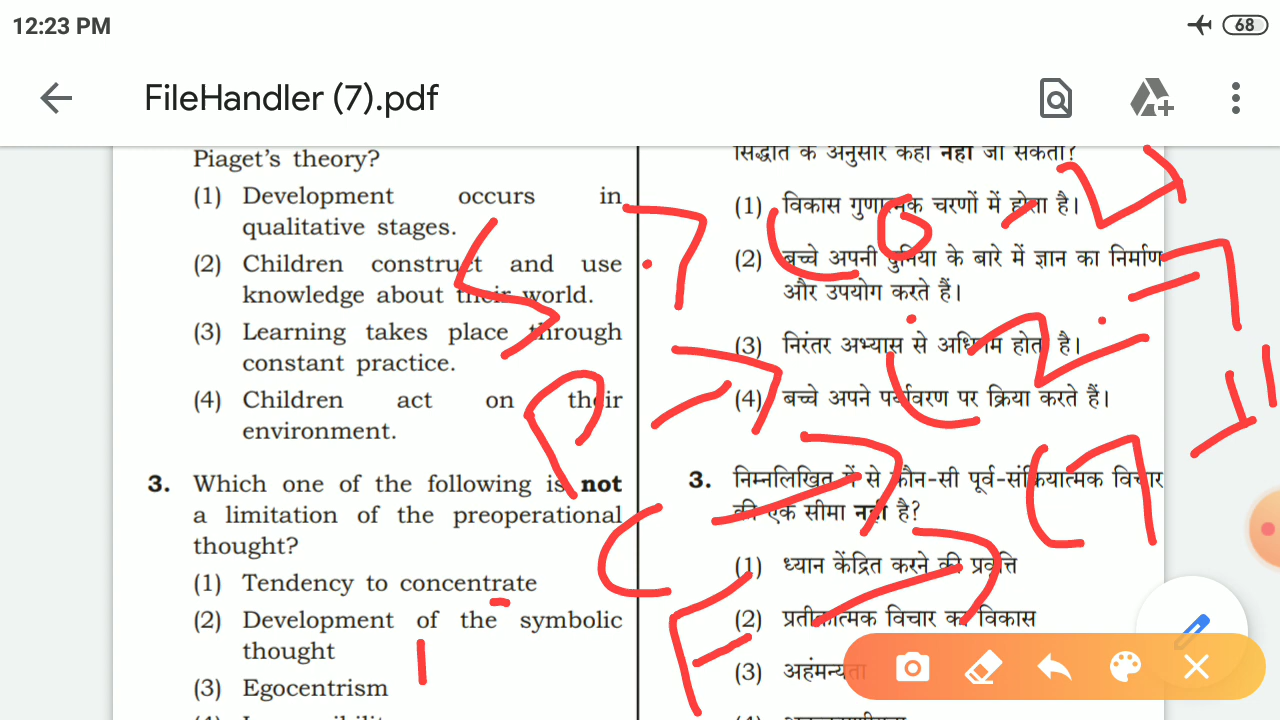 12:23 PM
68
FileHandler (7).pdf
Piaget's theory?
(1) Development occurs in
qualitative stages.
(2) Children construct and use
knowledge about their world.
(3) Learning takes place through
constant practice.
(4) Children act on their
environment.
3. Which one of the following is not
a limitation of the preoperational
thought?
(1) Tendency to concentrate
(2) Development of the symbolic
thought
(3) Egocentrism
सिद्धांत के अनुसार कहा नहीं जा सकता?
(1) विकास गुणात्मक चरणों में होता है।
(2) बच्चे अपनी दुनिया के बारे में ज्ञान का निर्माण
और उपयोग करते हैं।
(3) निरंतर अभ्यास से अधिगम होता है।
(4) बच्चे अपने पर्यावरण पर क्रिया करते हैं।
3. निम्नलिखित में से कौन-सी पूर्व-संक्रियात्मक विचार
की एक सीमा नहीं है?
(1) ध्यान केंद्रित करने की प्रवृत्ति
(2) प्रतीकात्मक विचार का विकास
(3) अहंमन्यता